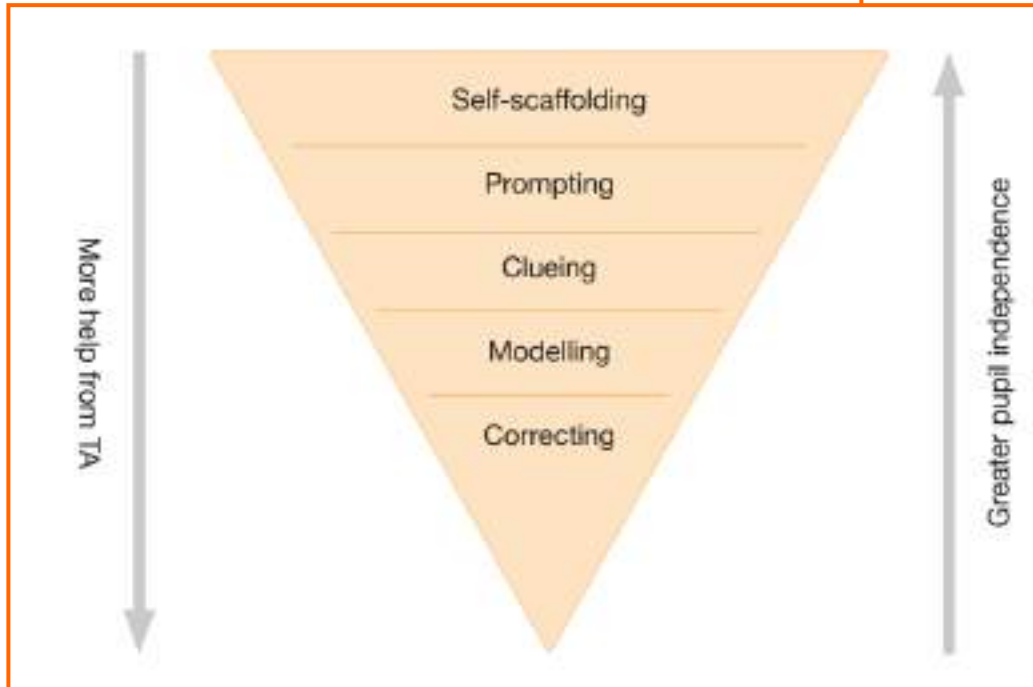 Self-scaffolding
Prompting
Clueing
Modelling
Correcting
More help from TA
Greater pupil independence